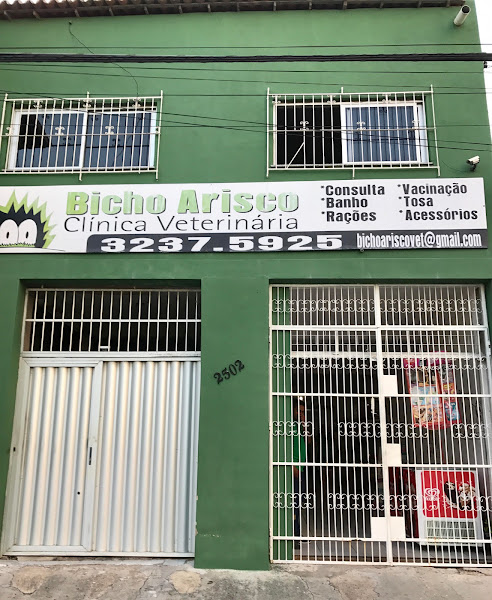 Bicho Arisco
Clínica Veterinária
3237.5925
*Consulta *Vacinação
*Banho *Tosa
*Rações *Acessórios
bichoariscovet@gmail.com
2502